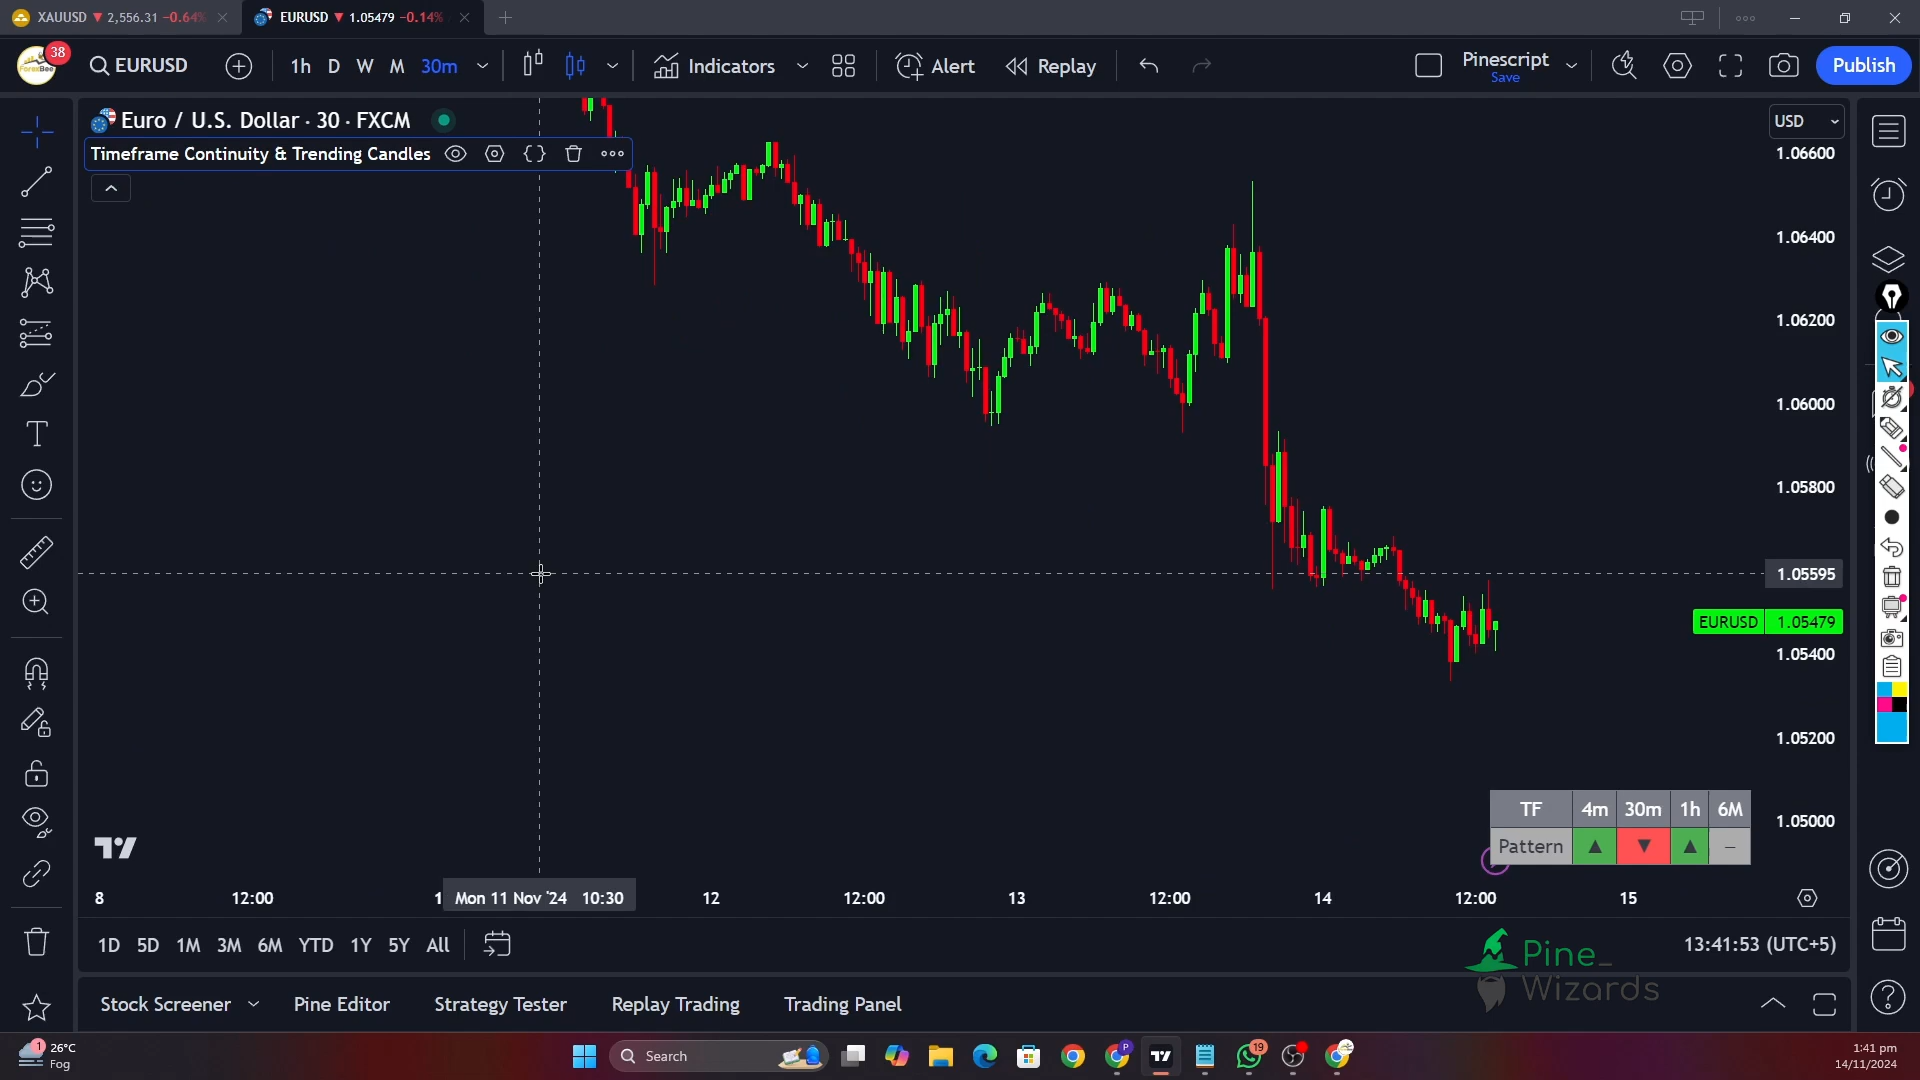 XAUUSD ▼ 2,556.31 −0.64%
EURUSD ▼ 1.05479 −0.14%
38
EURUSD
1h D W M 30m
Indicators
Alert
Replay
Pinescript
Save
Publish
Euro / U.S. Dollar · 30 · FXCM
USD
Timeframe Continuity & Trending Candles
1.06600
1.06400
1.06200
1.06000
1.05800
1.05595
EURUSD 1.05479
1.05400
1.05200
1.05000
TF 4m 30m 1h 6M
Pattern ▲ ▼ ▲ –
8 12:00 1 Mon 11 Nov '24 10:30 12 12:00 13 12:00 14 12:00 15
1D 5D 1M 3M 6M YTD 1Y 5Y All
13:41:53 (UTC+5)
Pine_
Wizards
Stock Screener Pine Editor Strategy Tester Replay Trading Trading Panel
1
26°C
Fog
Search
P
19
1:41 pm
14/11/2024